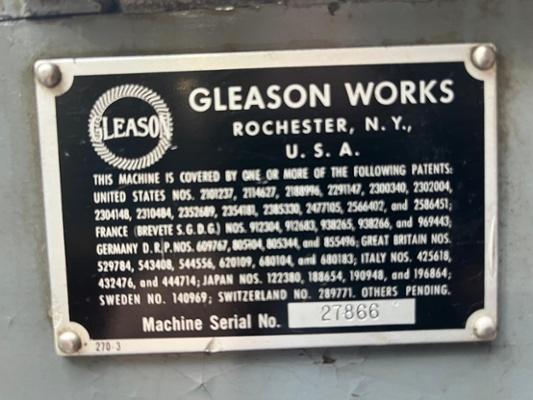 GLEASON
GLEASON WORKS
ROCHESTER, N.Y.,
U. S. A.
THIS MACHINE IS COVERED BY ONE OR MORE OF THE FOLLOWING PATENTS:
UNITED STATES NOS. 2101237, 2114627, 2188996, 2291147, 2300340, 2302004,
2304148, 2310484, 2352689, 2354181, 2385330, 2477105, 2566402, and 2586451;
FRANCE (BREVETE S.G.D.G.) NOS. 912304, 912683, 938265, 938266, and 969443;
GERMANY D.R.P. NOS. 609767, 805104, 805344, and 855496; GREAT BRITAIN NOS.
529784, 543408, 544556, 620109, 680104, and 680183; ITALY NOS. 425618,
432476, and 444714; JAPAN NOS. 122380, 188654, 190948, and 196864;
SWEDEN NO. 140969; SWITZERLAND NO. 289771. OTHERS PENDING.
Machine Serial No. 27866
270-3